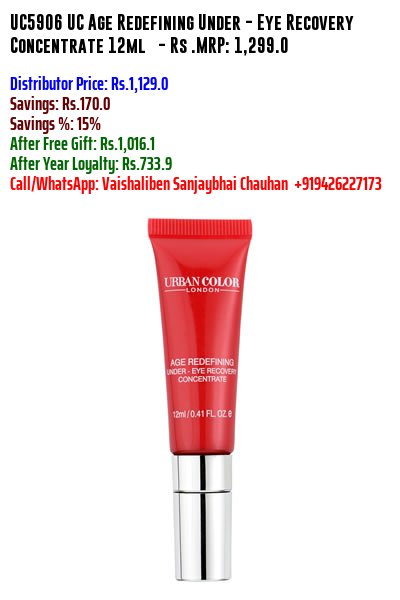 UC5906 UC Age Redefining Under - Eye Recovery
Concentrate 12ml - Rs .MRP: 1,299.0
Distributor Price: Rs.1,129.0
Savings: Rs.170.0
Savings %: 15%
After Free Gift: Rs.1,016.1
After Year Loyalty: Rs.733.9
Call/WhatsApp: Vaishaliben Sanjaybhai Chauhan +919426227173
URBAN COLOR
LONDON
AGE REDEFINING
UNDER - EYE RECOVERY
CONCENTRATE
12ml / 0.41 FL. OZ. e